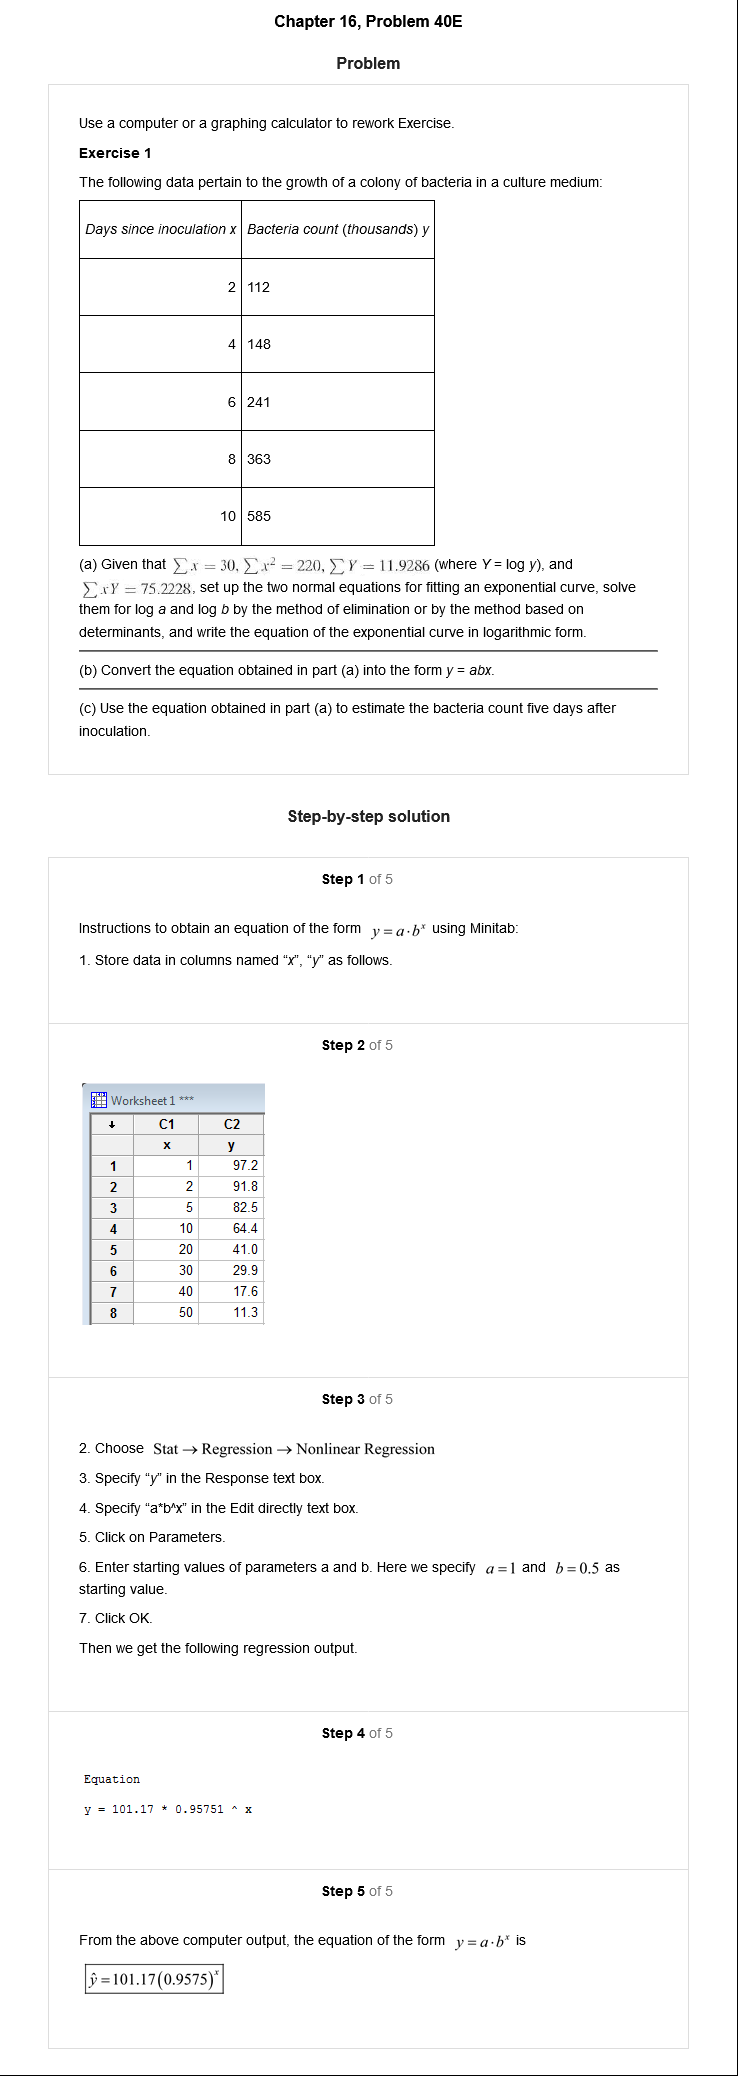 Chapter 16, Problem 40E
Problem
Use a computer or a graphing calculator to rework Exercise.
Exercise 1
The following data pertain to the growth of a colony of bacteria in a culture medium:
Days since inoculation x Bacteria count (thousands) y
2 112
4 148
6 241
8 363
10 585
(a) Given that ∑x = 30, ∑x² = 220, ∑Y = 11.9286 (where Y = log y), and
∑xY = 75.2228, set up the two normal equations for fitting an exponential curve, solve
them for log a and log b by the method of elimination or by the method based on
determinants, and write the equation of the exponential curve in logarithmic form.
(b) Convert the equation obtained in part (a) into the form y = abx.
(c) Use the equation obtained in part (a) to estimate the bacteria count five days after
inoculation.
Step-by-step solution
Step 1 of 5
Instructions to obtain an equation of the form y = a·bˣ using Minitab:
1. Store data in columns named “x”, “y” as follows.
Step 2 of 5
Worksheet 1 ***
↓ C1 C2
x y
1 1 97.2
2 2 91.8
3 5 82.5
4 10 64.4
5 20 41.0
6 30 29.9
7 40 17.6
8 50 11.3
Step 3 of 5
2. Choose Stat → Regression → Nonlinear Regression
3. Specify “y” in the Response text box.
4. Specify “a*b^x” in the Edit directly text box.
5. Click on Parameters.
6. Enter starting values of parameters a and b. Here we specify a = 1 and b = 0.5 as
starting value.
7. Click OK.
Then we get the following regression output.
Step 4 of 5
Equation
y = 101.17 * 0.95751 ^ x
Step 5 of 5
From the above computer output, the equation of the form y = a·bˣ is
ŷ = 101.17(0.9575)ˣ